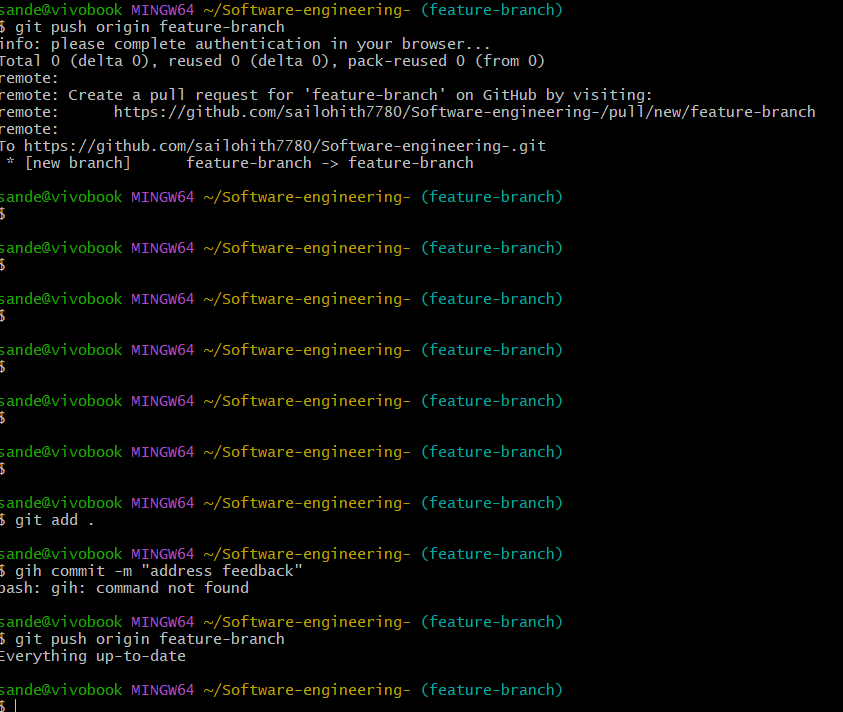 sande@vivobook MINGW64 ~/Software-engineering- (feature-branch)
$ git push origin feature-branch
info: please complete authentication in your browser...
Total 0 (delta 0), reused 0 (delta 0), pack-reused 0 (from 0)
remote:
remote: Create a pull request for 'feature-branch' on GitHub by visiting:
remote:      https://github.com/sailohith7780/Software-engineering-/pull/new/feature-branch
remote:
To https://github.com/sailohith7780/Software-engineering-.git
 * [new branch]      feature-branch -> feature-branch
sande@vivobook MINGW64 ~/Software-engineering- (feature-branch)
$
sande@vivobook MINGW64 ~/Software-engineering- (feature-branch)
$
sande@vivobook MINGW64 ~/Software-engineering- (feature-branch)
$
sande@vivobook MINGW64 ~/Software-engineering- (feature-branch)
$
sande@vivobook MINGW64 ~/Software-engineering- (feature-branch)
$
sande@vivobook MINGW64 ~/Software-engineering- (feature-branch)
$
sande@vivobook MINGW64 ~/Software-engineering- (feature-branch)
$ git add .
sande@vivobook MINGW64 ~/Software-engineering- (feature-branch)
$ gih commit -m "address feedback"
bash: gih: command not found
sande@vivobook MINGW64 ~/Software-engineering- (feature-branch)
$ git push origin feature-branch
Everything up-to-date
sande@vivobook MINGW64 ~/Software-engineering- (feature-branch)
$